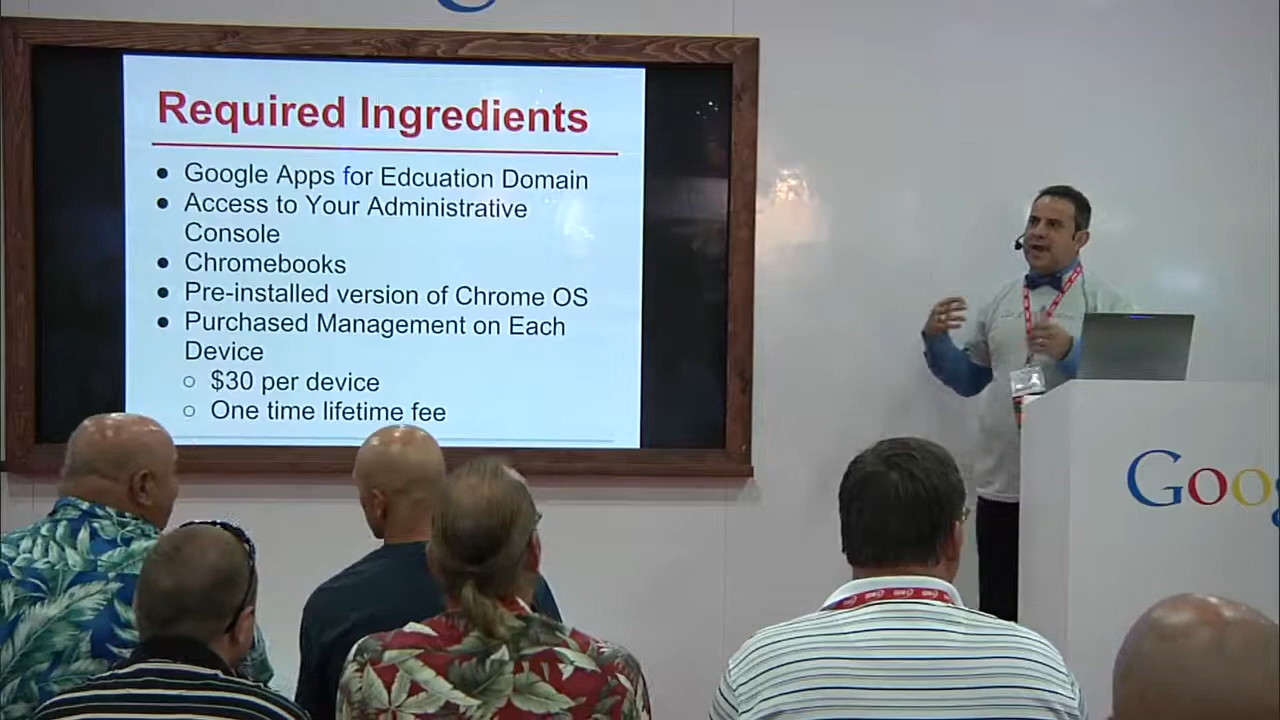 Required Ingredients
● Google Apps for Edcuation Domain
● Access to Your Administrative
Console
● Chromebooks
● Pre-installed version of Chrome OS
● Purchased Management on Each
Device
○ $30 per device
○ One time lifetime fee
Goog